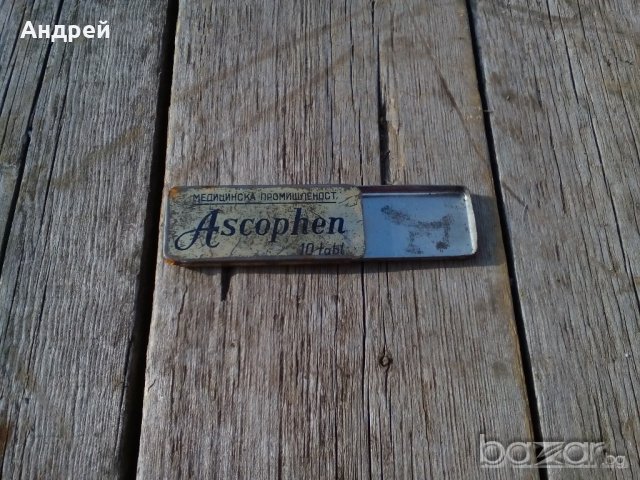 Андрей
МЕДИЦИНСКА ПРОМИШЛЕНОСТ.
Ascophen
10 tabl.
bazar.bg